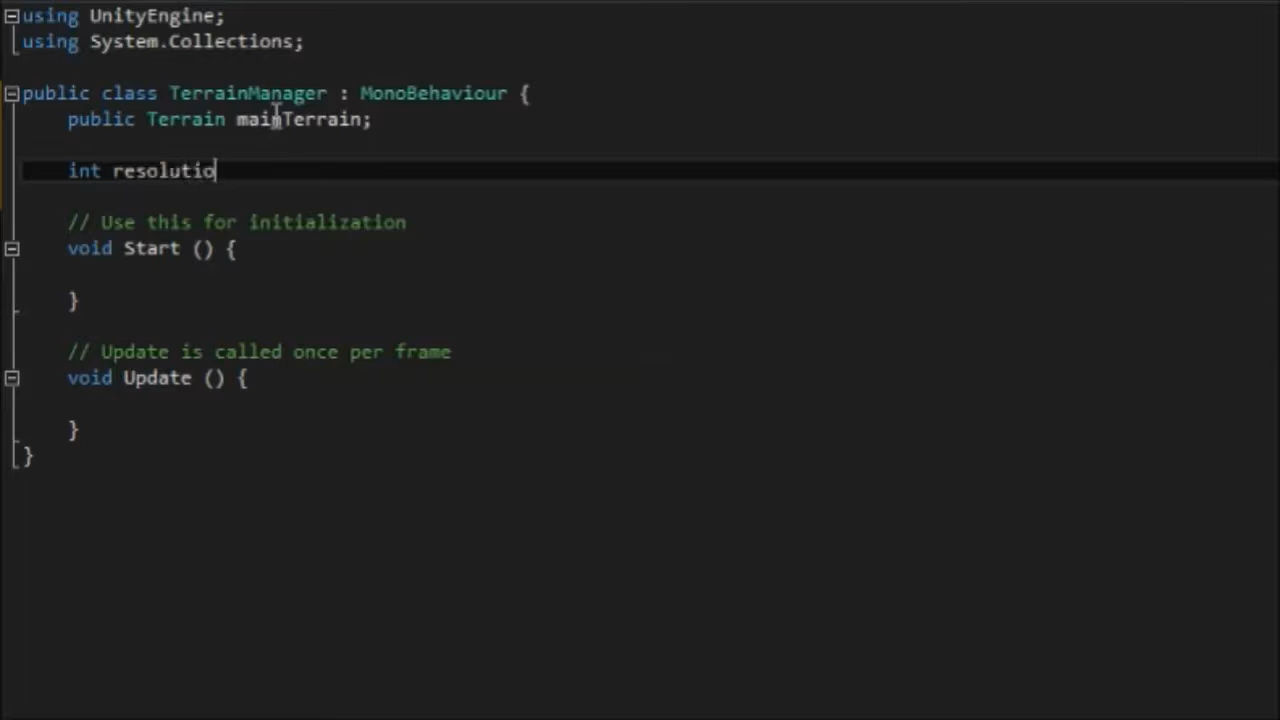 using UnityEngine;
using System.Collections;
public class TerrainManager : MonoBehaviour {
public Terrain mainTerrain;
int resolutio
// Use this for initialization
void Start () {
}
// Update is called once per frame
void Update () {
}
}